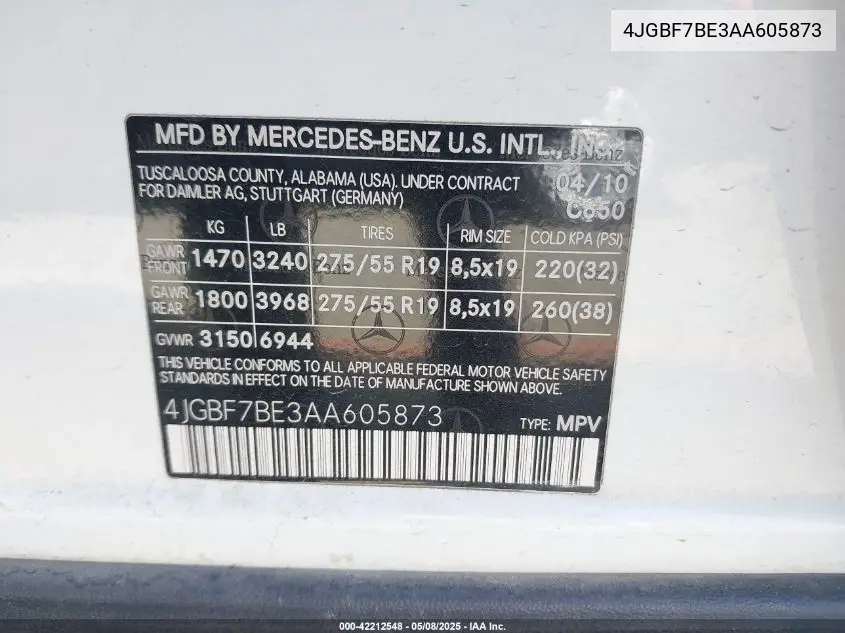 4JGBF7BE3AA605873
MFD BY MERCEDES-BENZ U.S. INTL., INC.
TUSCALOOSA COUNTY, ALABAMA (USA). UNDER CONTRACT 04/10
FOR DAIMLER AG, STUTTGART (GERMANY) C650
KG LB TIRES RIM SIZE COLD KPA (PSI)
GAWR FRONT 1470 3240 275/55 R19 8,5x19 220(32)
GAWR REAR 1800 3968 275/55 R19 8,5x19 260(38)
GVWR 3150 6944
THIS VEHICLE CONFORMS TO ALL APPLICABLE FEDERAL MOTOR VEHICLE SAFETY
STANDARDS IN EFFECT ON THE DATE OF MANUFACTURE SHOWN ABOVE.
4JGBF7BE3AA605873 TYPE: MPV
000-42212548 - 05/08/2025 - IAA Inc.